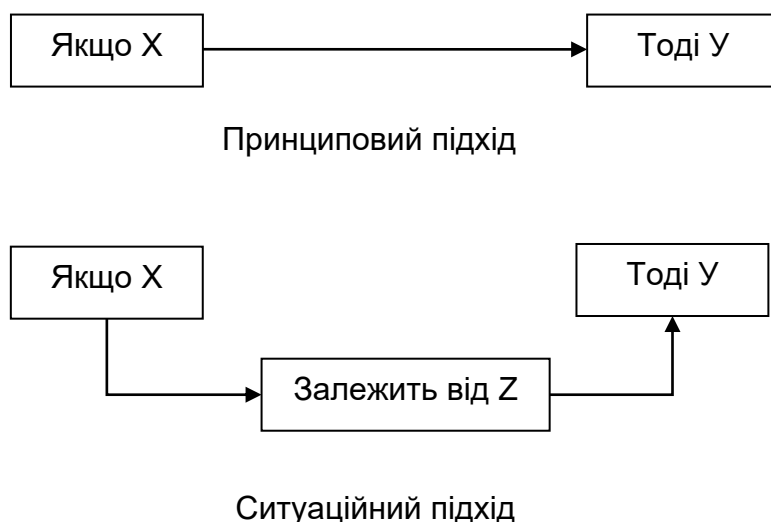 Якщо X
Тоді У
Принциповий підхід
Якщо X
Тоді У
Залежить від Z
Ситуаційний підхід